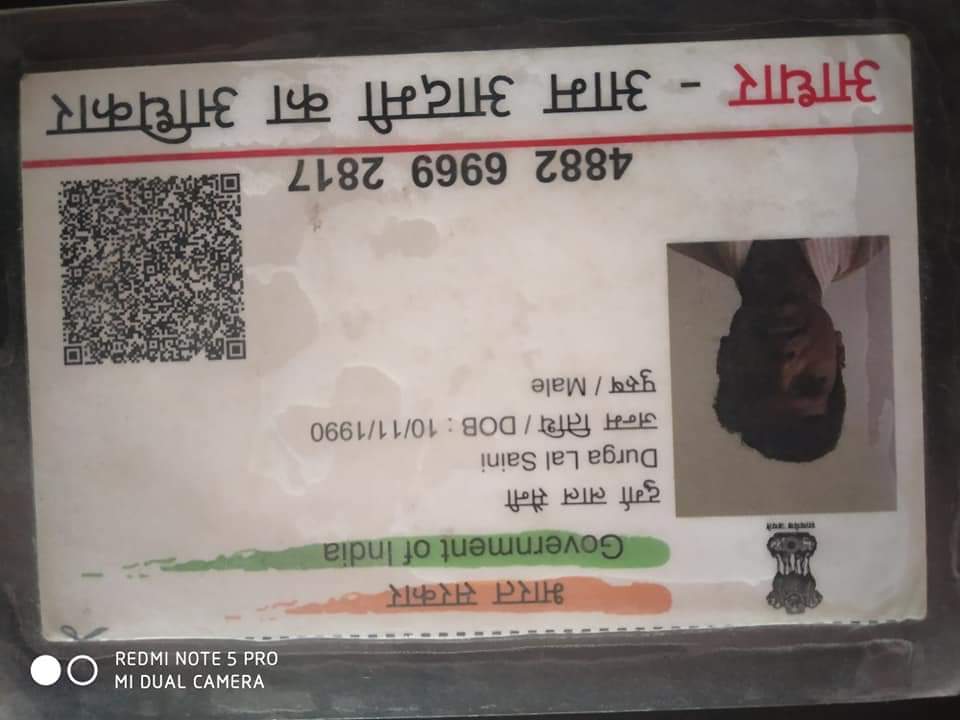 REDMI NOTE 5 PRO
MI DUAL CAMERA
भारत सरकार
Government of India
सत्यमेव जयते
दुर्गा लाल सैनी
Durga Lal Saini
जन्म तिथि / DOB : 10/11/1990
पुरुष / Male
4882 6969 2817
आधार - आम आदमी का अधिकार